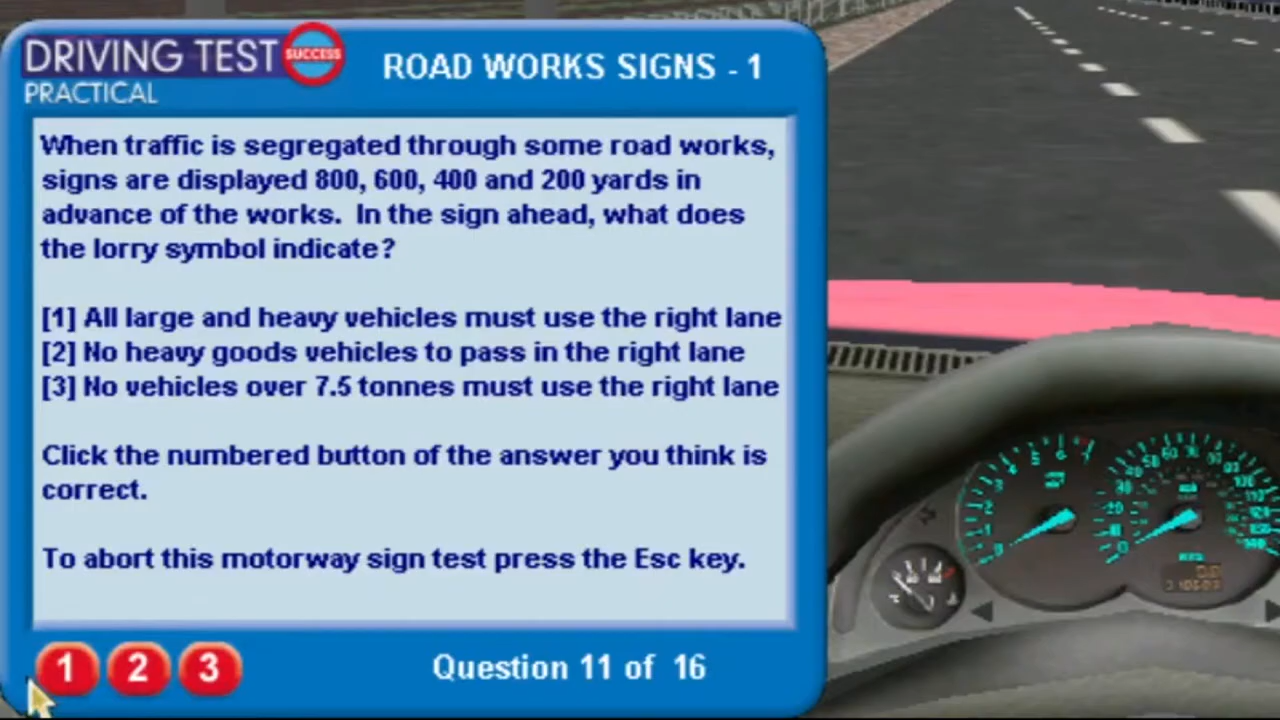 DRIVING TEST SUCCESS
PRACTICAL
ROAD WORKS SIGNS - 1
When traffic is segregated through some road works,
signs are displayed 800, 600, 400 and 200 yards in
advance of the works. In the sign ahead, what does
the lorry symbol indicate?
[1] All large and heavy vehicles must use the right lane
[2] No heavy goods vehicles to pass in the right lane
[3] No vehicles over 7.5 tonnes must use the right lane
Click the numbered button of the answer you think is
correct.
To abort this motorway sign test press the Esc key.
1 2 3
Question 11 of 16